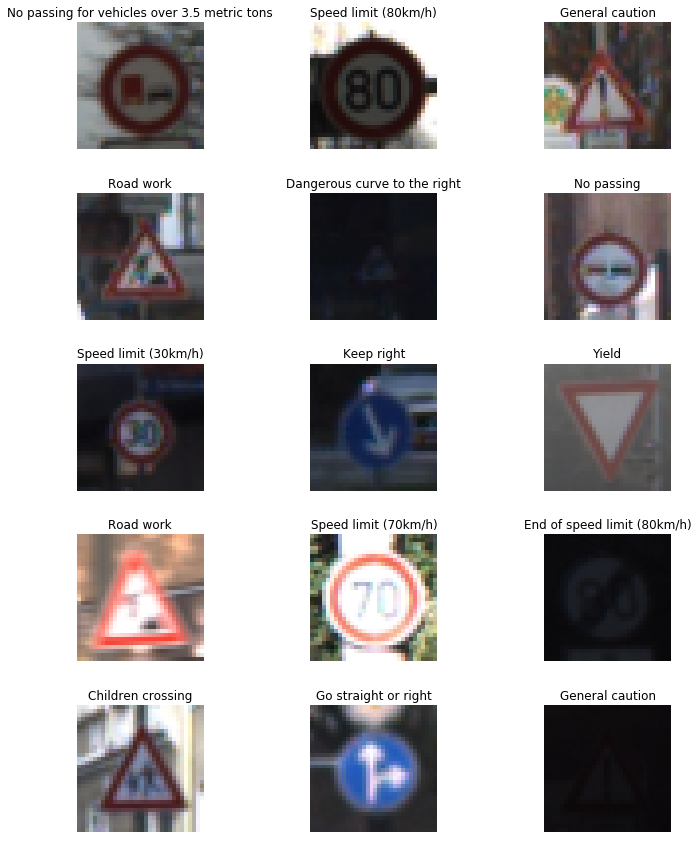 No passing for vehicles over 3.5 metric tons
Speed limit (80km/h)
General caution
80
Road work
Dangerous curve to the right
No passing
Speed limit (30km/h)
Keep right
Yield
30
Road work
Speed limit (70km/h)
End of speed limit (80km/h)
70
80
Children crossing
Go straight or right
General caution